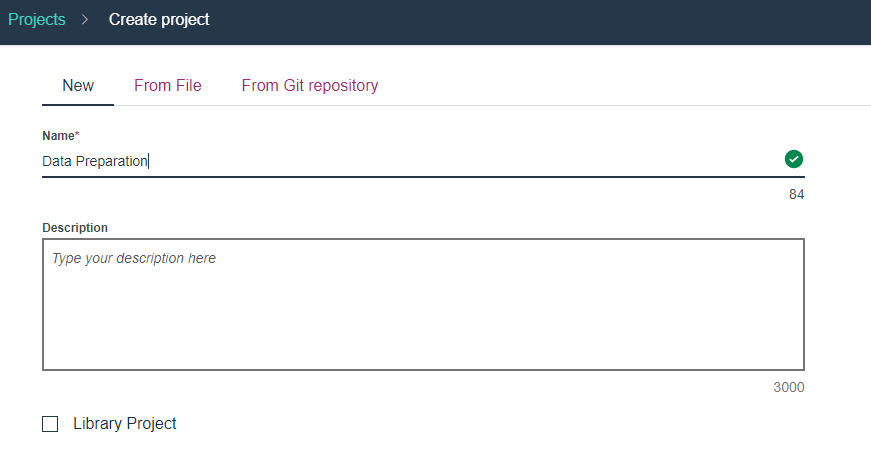 Projects > Create project
New From File From Git repository
Name*
Data Preparation
84
Description
Type your description here
3000
Library Project